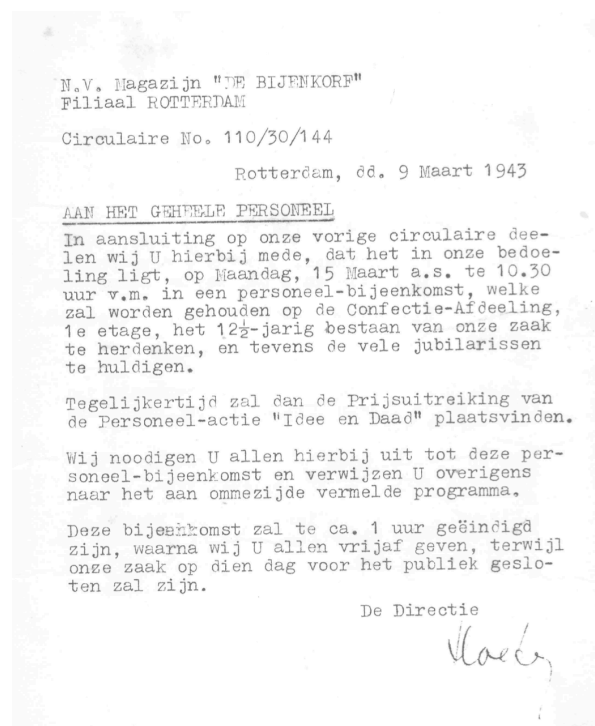 N.V. Magazijn "DE BIJENKORF"
Filiaal ROTTERDAM
Circulaire No. 110/30/144
Rotterdam, dd. 9 Maart 1943
AAN HET GEHEELE PERSONEEL
In aansluiting op onze vorige circulaire dee-
len wij U hierbij mede, dat het in onze bedoe-
ling ligt, op Maandag, 15 Maart a.s. te 10.30
uur v.m. in een personeel-bijeenkomst, welke
zal worden gehouden op de Confectie-Afdeeling,
1e etage, het 12½-jarig bestaan van onze zaak
te herdenken, en tevens de vele jubilarissen
te huldigen.
Tegelijkertijd zal dan de Prijsuitreiking van
de Personeel-actie "Idee en Daad" plaatsvinden.
Wij noodigen U allen hierbij uit tot deze per-
soneel-bijeenkomst en verwijzen U overigens
naar het aan ommezijde vermelde programma.
Deze bijeenkomst zal te ca. 1 uur geëindigd
zijn, waarna wij U allen vrijaf geven, terwijl
onze zaak op dien dag voor het publiek geslo-
ten zal zijn.
De Directie